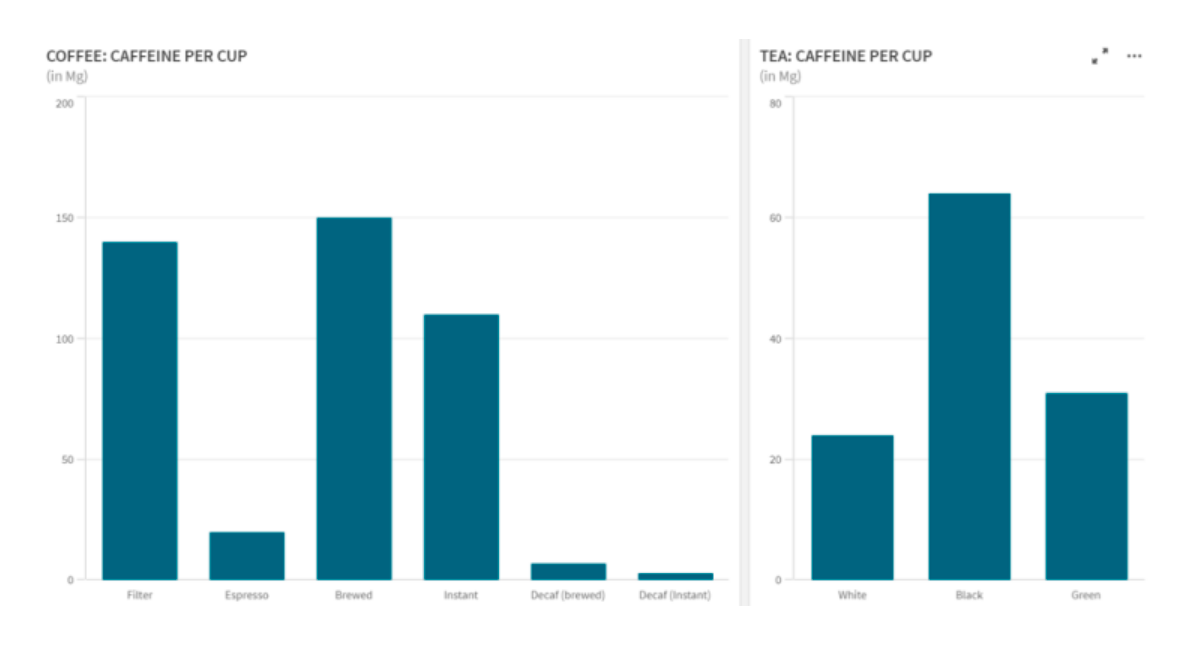 COFFEE: CAFFEINE PER CUP
(in Mg)
200
150
100
50
0
Filter Espresso Brewed Instant Decaf (brewed) Decaf (Instant)
TEA: CAFFEINE PER CUP
(in Mg)
80
60
40
20
0
White Black Green